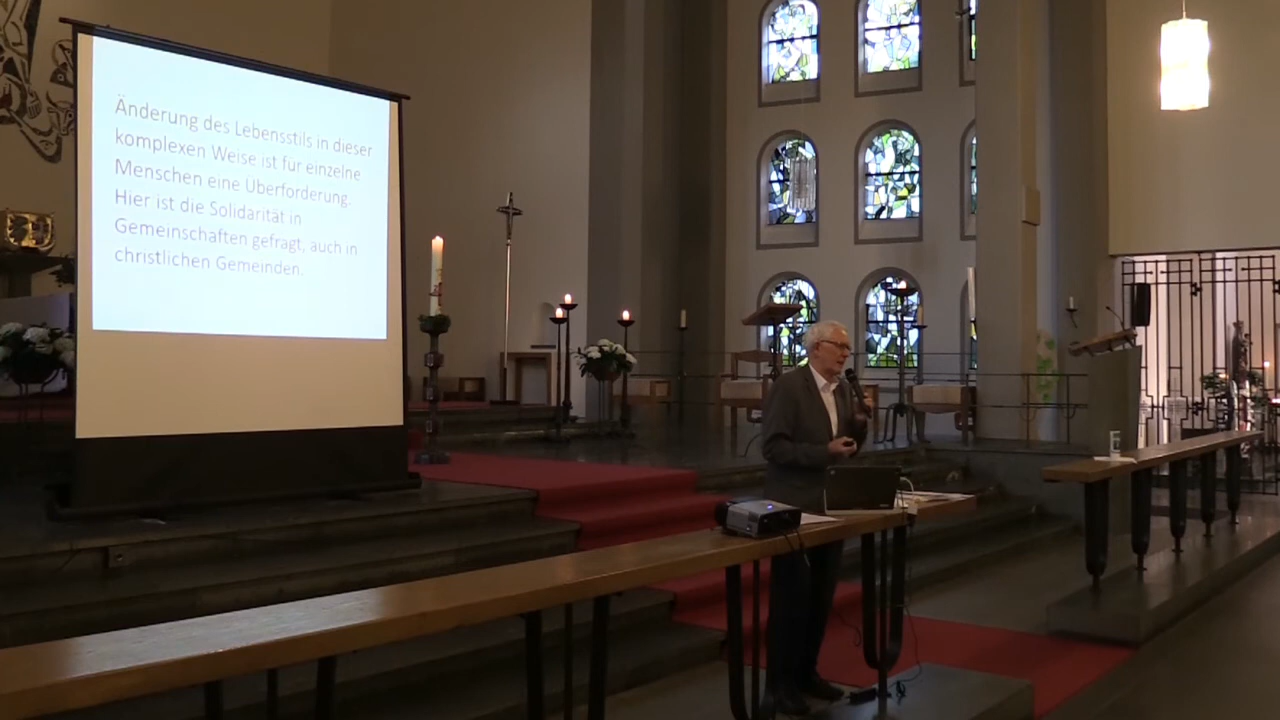 Änderung des Lebensstils in dieser
komplexen Weise ist für einzelne
Menschen eine Überforderung.
Hier ist die Solidarität in
Gemeinschaften gefragt, auch in
christlichen Gemeinden.